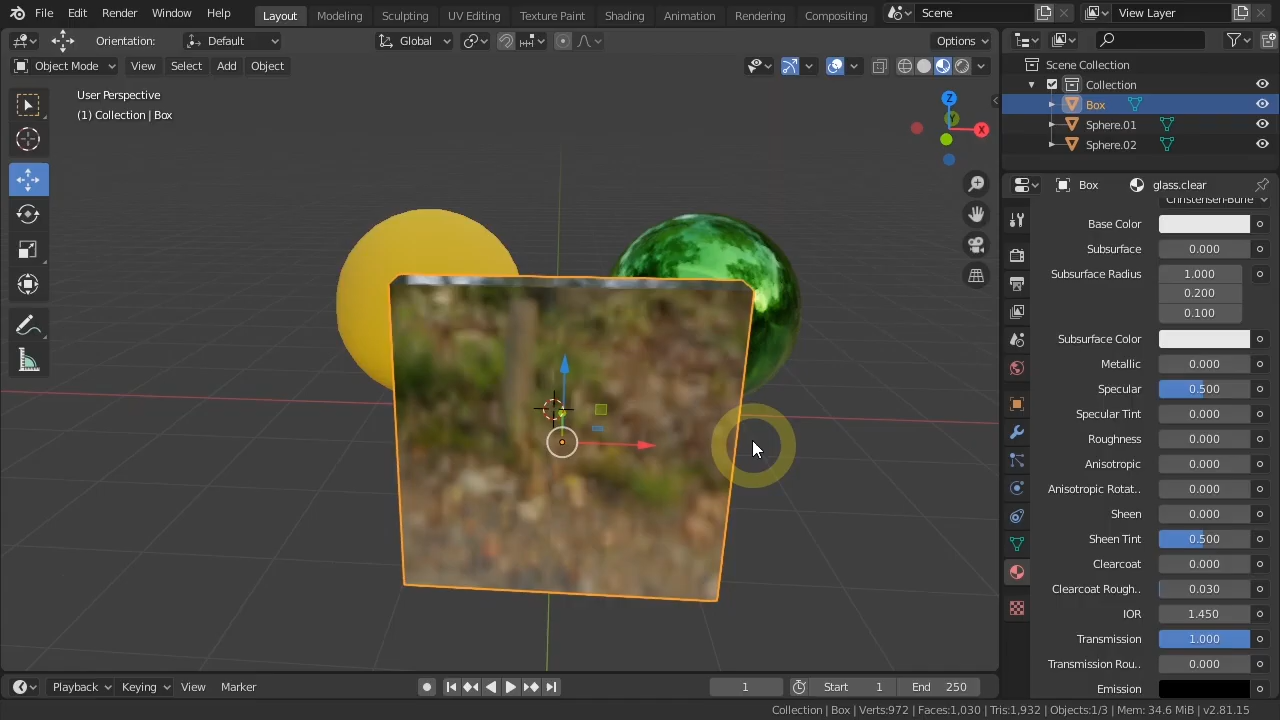 File Edit Render Window Help Layout Modeling Sculpting UV Editing Texture Paint Shading Animation Rendering Compositing Scene View Layer
Orientation: Default Global Options
Object Mode View Select Add Object
User Perspective
(1) Collection | Box
Z
Y
X
Scene Collection
Collection
Box
Sphere.01
Sphere.02
Box glass.clear
Christensen-Burle
Base Color
Subsurface 0.000
Subsurface Radius 1.000
0.200
0.100
Subsurface Color
Metallic 0.000
Specular 0.500
Specular Tint 0.000
Roughness 0.000
Anisotropic 0.000
Anisotropic Rotat.. 0.000
Sheen 0.000
Sheen Tint 0.500
Clearcoat 0.000
Clearcoat Rough.. 0.030
IOR 1.450
Transmission 1.000
Transmission Rou.. 0.000
Emission
Playback Keying View Marker 1 Start 1 End 250
Collection | Box | Verts:972 | Faces:1,030 | Tris:1,932 | Objects:1/3 | Mem: 34.6 MiB | v2.81.15